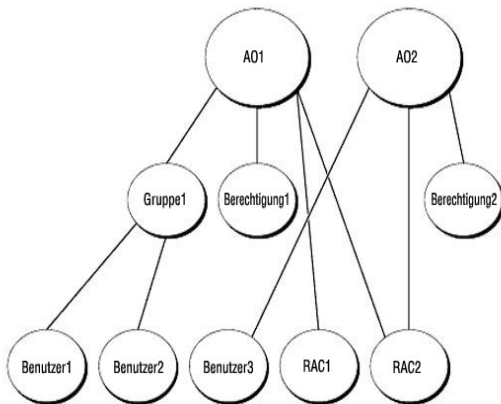 AO1
AO2
Gruppe1
Berechtigung1
Berechtigung2
Benutzer1
Benutzer2
Benutzer3
RAC1
RAC2